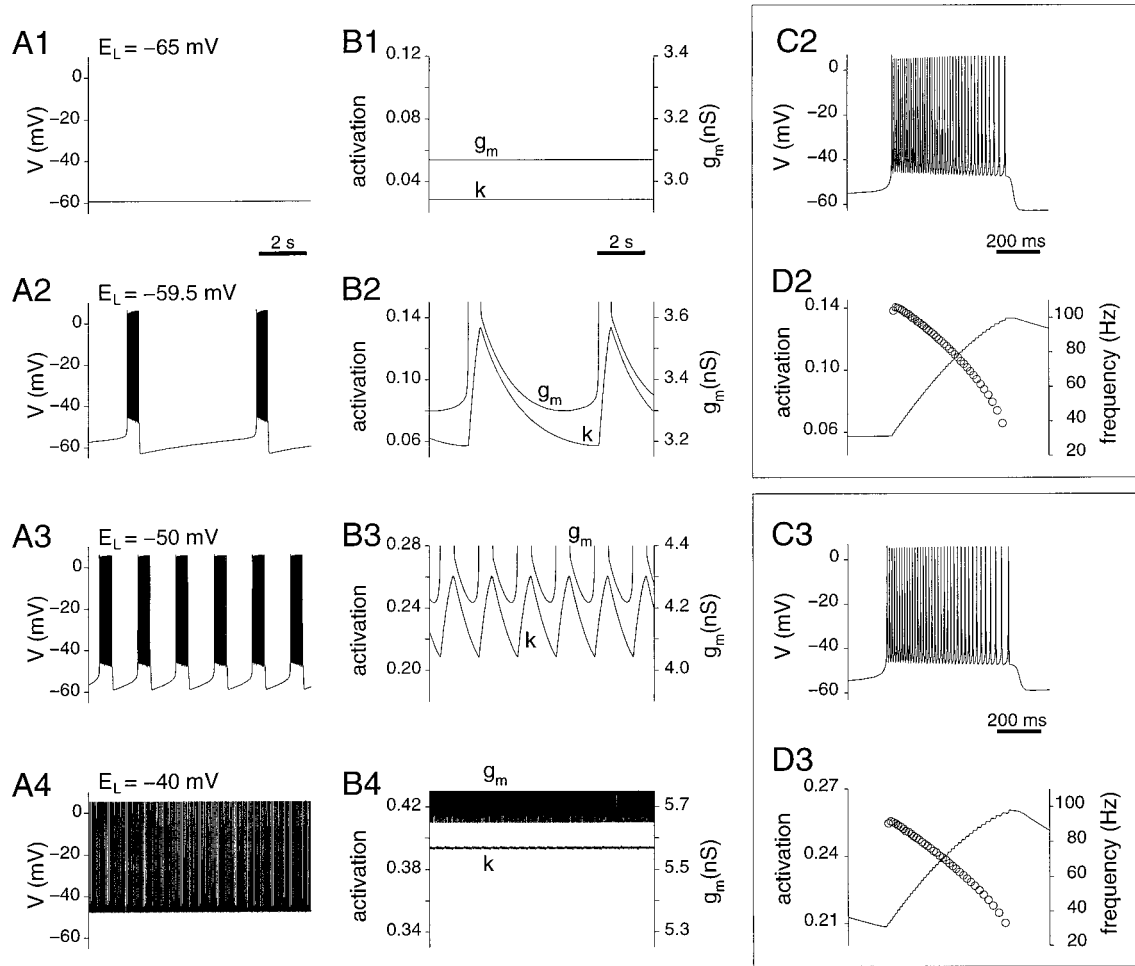 A1
E_L = −65 mV
0
−20
−40
−60
V (mV)
2 s
B1
0.12
0.08
0.04
activation
g_m
k
3.4
3.2
3.0
g_m(nS)
2 s
C2
0
−20
−40
−60
V (mV)
200 ms
A2
E_L = −59.5 mV
0
−20
−40
−60
V (mV)
B2
0.14
0.10
0.06
activation
g_m
k
3.6
3.4
3.2
g_m(nS)
D2
0.14
0.10
0.06
activation
100
80
60
40
20
frequency (Hz)
A3
E_L = −50 mV
0
−20
−40
−60
V (mV)
B3
0.28
0.24
0.20
activation
g_m
k
4.4
4.2
4.0
g_m(nS)
C3
0
−20
−40
−60
V (mV)
200 ms
A4
E_L = −40 mV
0
−20
−40
−60
V (mV)
B4
0.42
0.39
0.36
0.33
activation
g_m
k
5.7
5.5
5.3
g_m(nS)
D3
0.27
0.24
0.21
activation
100
80
60
40
20
frequency (Hz)